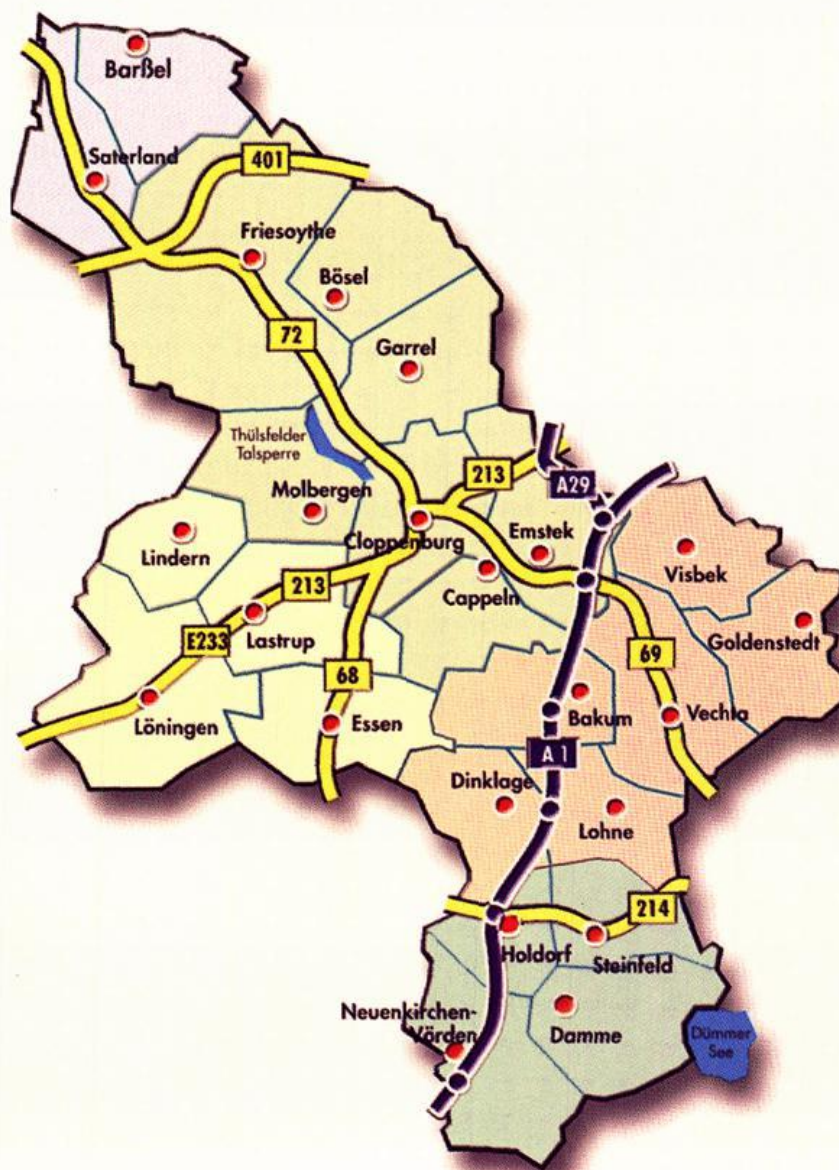 Barßel
Saterland
401
Friesoythe
Bösel
72
Garrel
Thülsfelder
Talsperre
213
A29
Molbergen
Cloppenburg
Emstek
Lindern
Visbek
213
Cappeln
Lastrup
Goldenstedt
E233
69
68
Löningen
Essen
Bakum
Vechta
A 1
Dinklage
Lohne
214
Holdorf
Steinfeld
Neuenkirchen-
Vörden
Damme
Dümmer
See